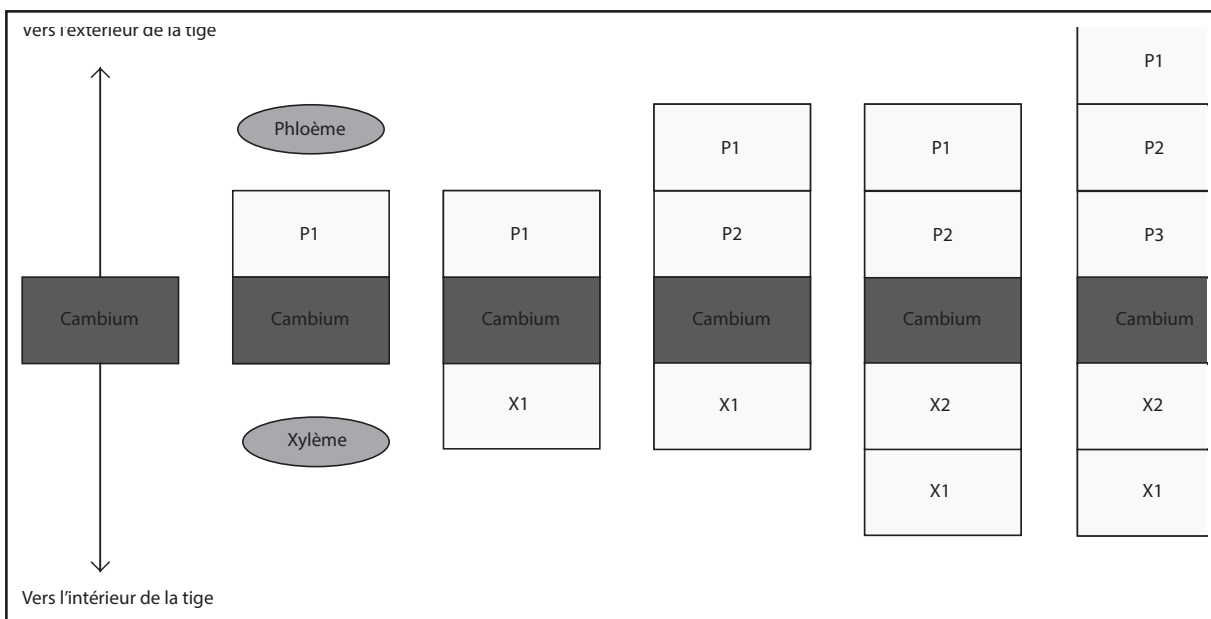 Vers l'extérieur de la tige
P1
Phloème
P1
P1
P2
P1
P1
P2
P2
P3
Cambium
Cambium
Cambium
Cambium
Cambium
Cambium
X1
X1
X2
X2
Xylème
X1
X1
Vers l'intérieur de la tige